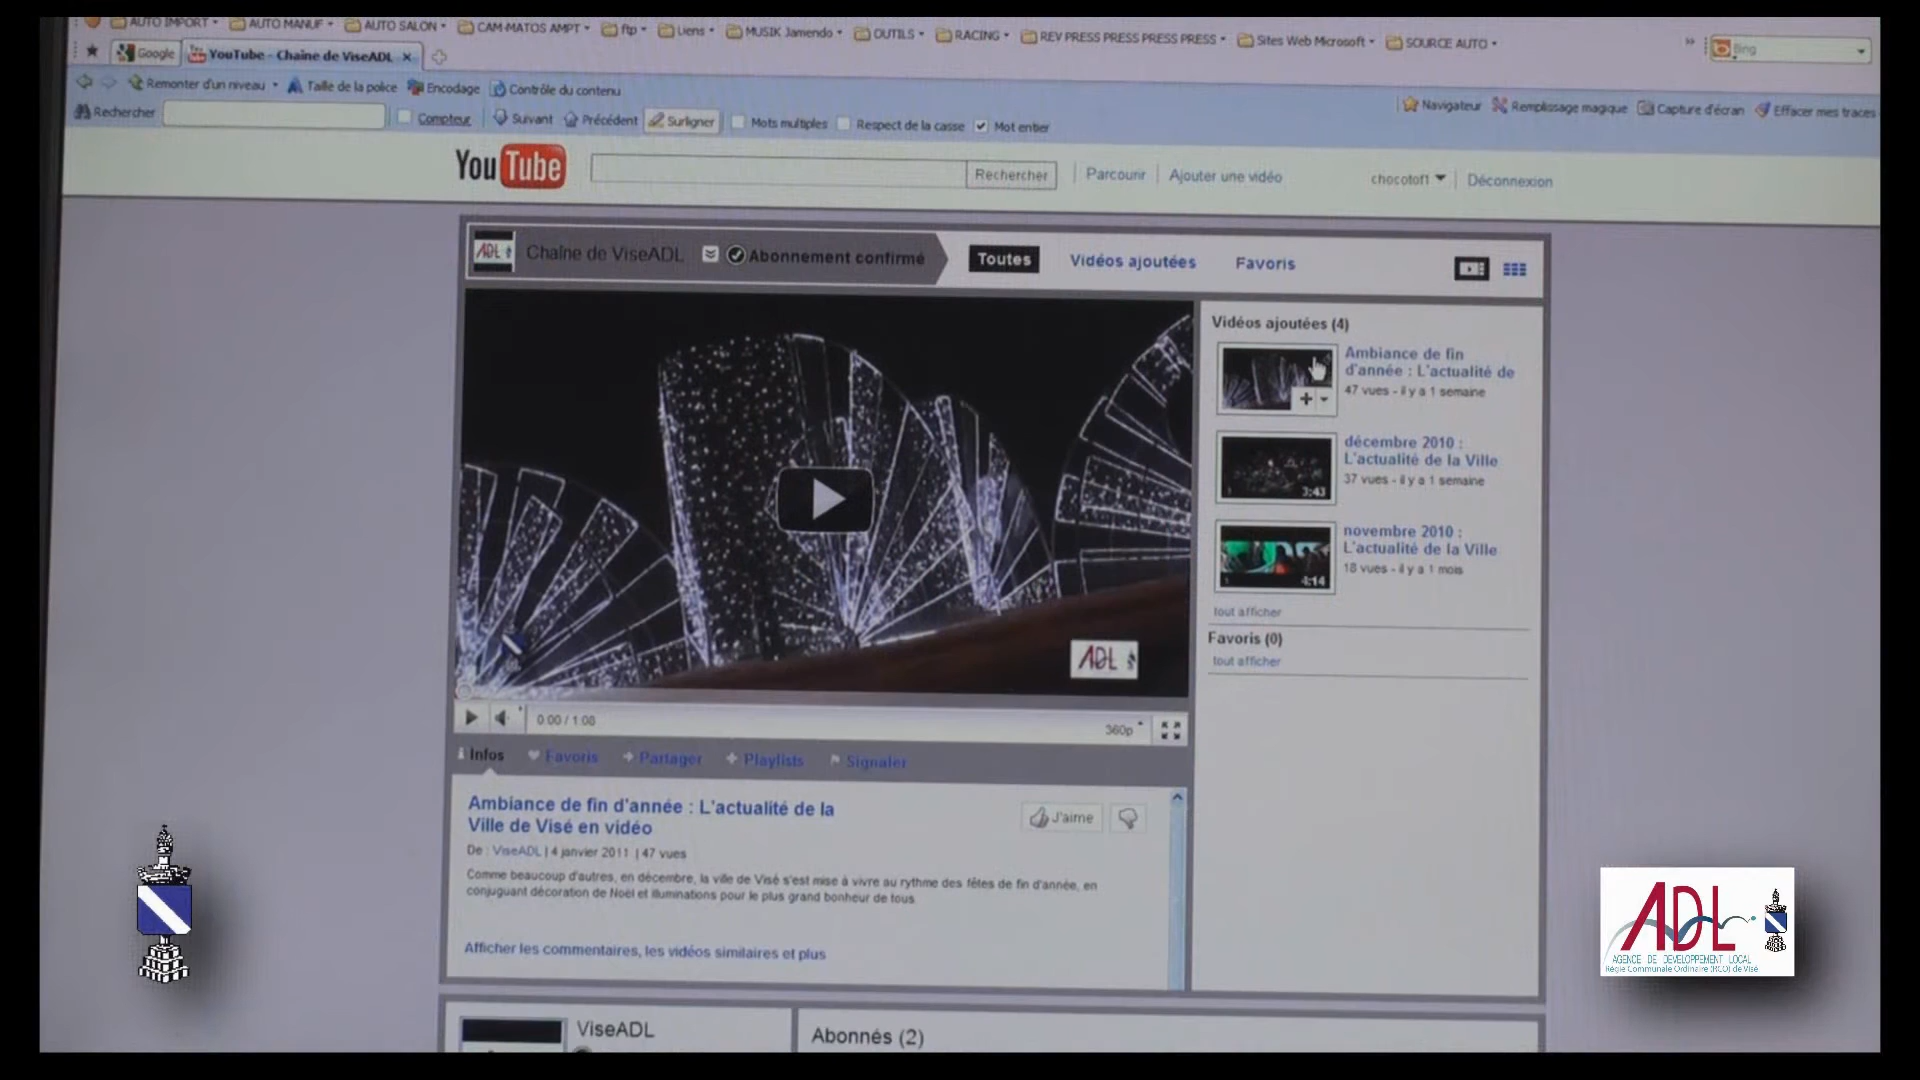 AUTO IMPORT AUTO MANUF AUTO SALON CAM-MATOS AMPT ftp Liens MUSIK Jamendo OUTILS RACING REV PRESS PRESS PRESS PRESS Sites Web Microsoft SOURCE AUTO
Google YouTube - Chaîne de ViseADL Bing
Remonter d'un niveau Taille de la police Encodage Contrôle du contenu
Navigateur Remplissage magique Capture d'écran Effacer mes traces
Rechercher Compteur Suivant Précédent Surligner Mots multiples Respect de la casse Mot entier
YouTube Rechercher Parcourir Ajouter une vidéo chocotof1 Déconnexion
ADL Chaîne de ViseADL Abonnement confirmé Toutes Vidéos ajoutées Favoris
Vidéos ajoutées (4)
Ambiance de fin
d'année : L'actualité de
47 vues - il y a 1 semaine
décembre 2010 :
L'actualité de la Ville
37 vues - il y a 1 semaine
3:43
novembre 2010 :
L'actualité de la Ville
18 vues - il y a 1 mois
4:14
tout afficher
Favoris (0)
tout afficher
ADL
0:00 / 1:08 360p
Infos Favoris Partager Playlists Signaler
Ambiance de fin d'année : L'actualité de la
Ville de Visé en vidéo
J'aime
De : ViseADL | 4 janvier 2011 | 47 vues
Comme beaucoup d'autres, en décembre, la ville de Visé s'est mise à vivre au rythme des fêtes de fin d'année, en
conjuguant décoration de Noël et illuminations pour le plus grand bonheur de tous
Afficher les commentaires, les vidéos similaires et plus
ViseADL
Abonnés (2)
ADL
AGENCE DE DEVELOPPEMENT LOCAL
Régie Communale Ordinaire (RCO) de Visé